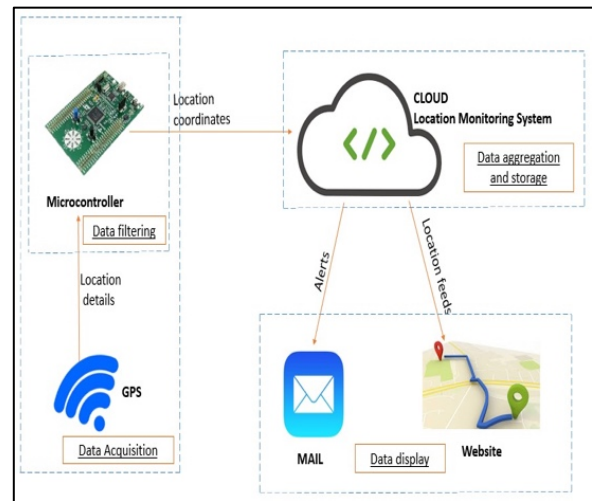 Location
coordinates
CLOUD
Location Monitoring System
Data aggregation
and storage
Microcontroller
Data filtering
Location
details
GPS
Data Acquisition
Alerts
Location feeds
MAIL
Data display
Website